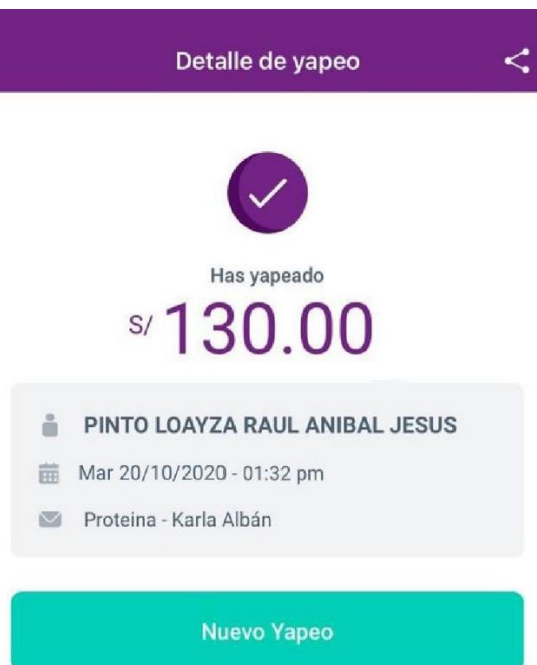 Detalle de yapeo
Has yapeado
S/ 130.00
PINTO LOAYZA RAUL ANIBAL JESUS
Mar 20/10/2020 - 01:32 pm
Proteina - Karla Albán
Nuevo Yapeo